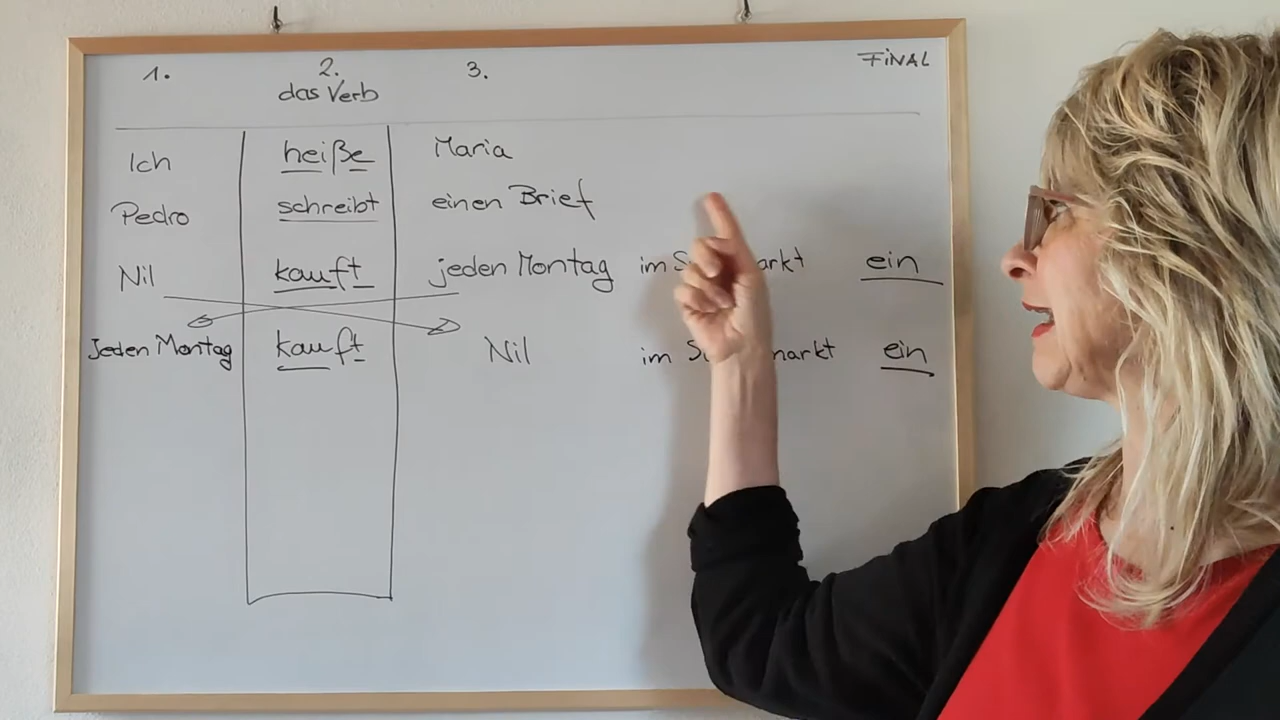 1. 2. 3. FiNAL
das Verb
Ich heiße Maria
Pedro schreibt einen Brief
Nil kauft jeden Montag im ein
Jeden Montag kauft Nil im ein